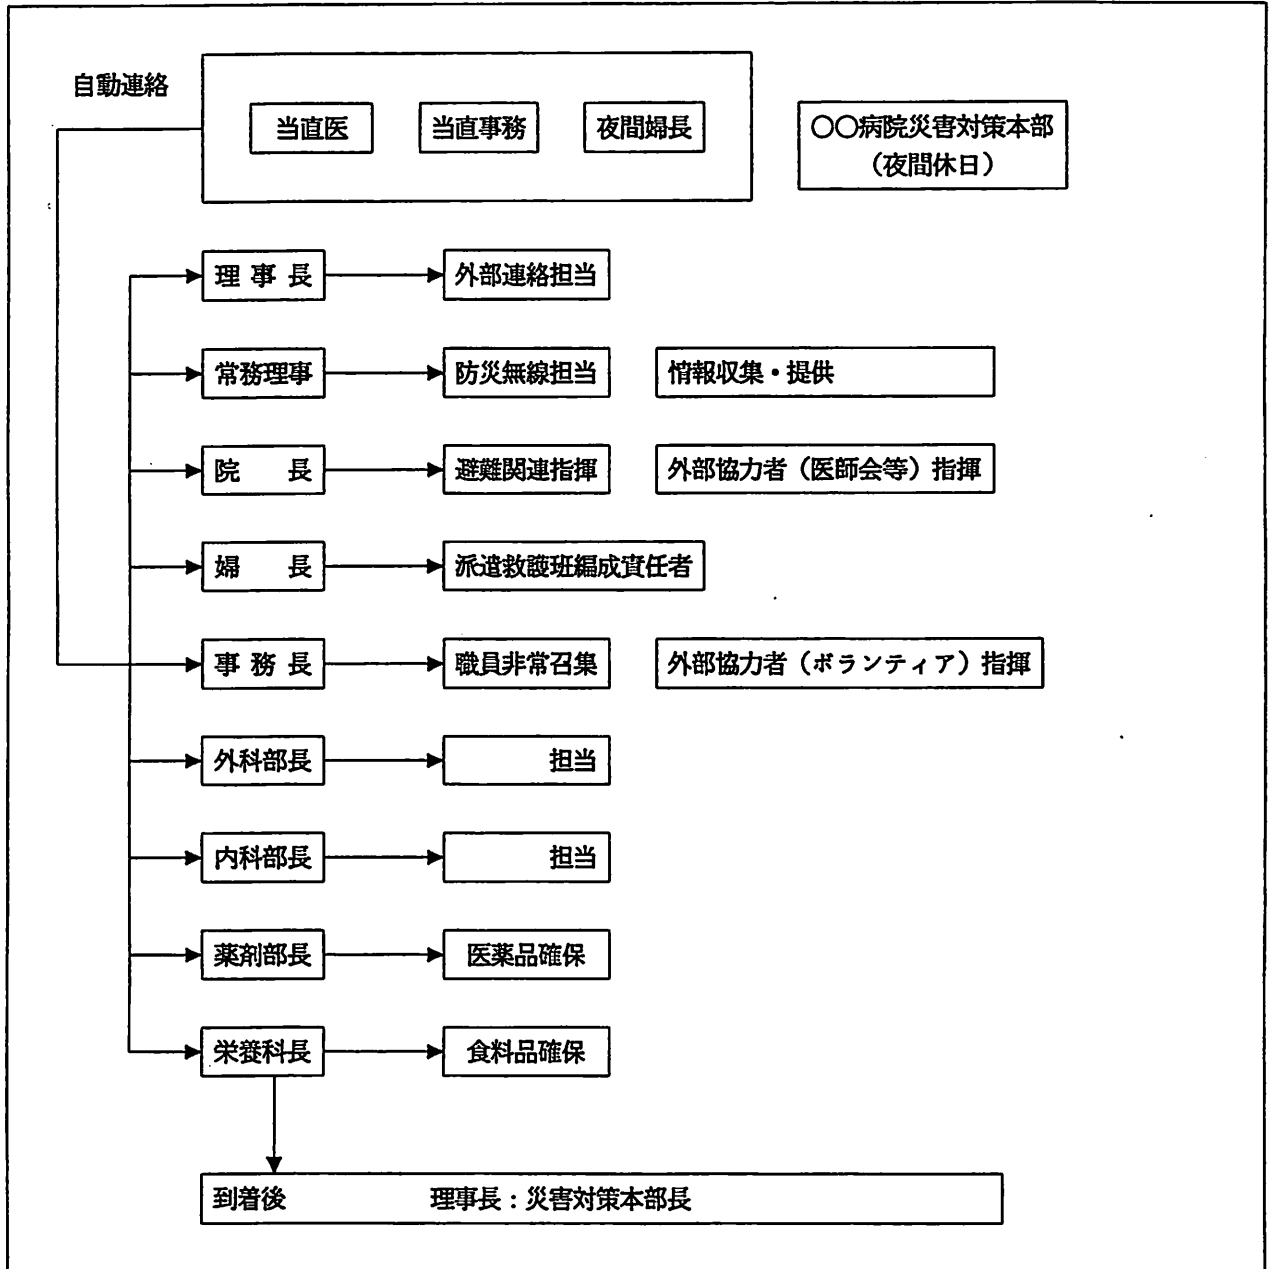 自動連絡
当直医 当直事務 夜間婦長
〇〇病院災害対策本部
（夜間休日）
理事長 外部連絡担当
常務理事 防災無線担当 情報収集・提供
院長 避難関連指揮 外部協力者（医師会等）指揮
婦長 派遣救護班編成責任者
事務長 職員非常召集 外部協力者（ボランティア）指揮
外科部長 担当
内科部長 担当
薬剤部長 医薬品確保
栄養科長 食料品確保
到着後 理事長：災害対策本部長